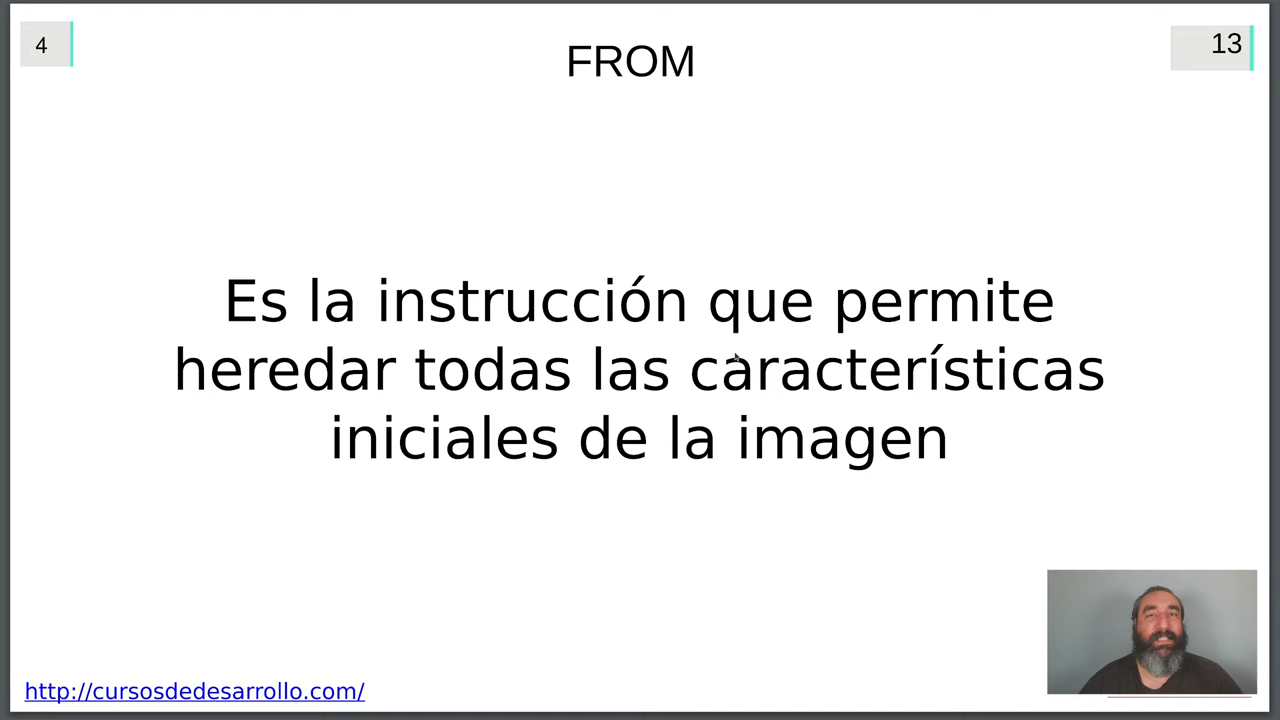 4
FROM
13
Es la instrucción que permite
heredar todas las características
iniciales de la imagen
http://cursosdedesarrollo.com/